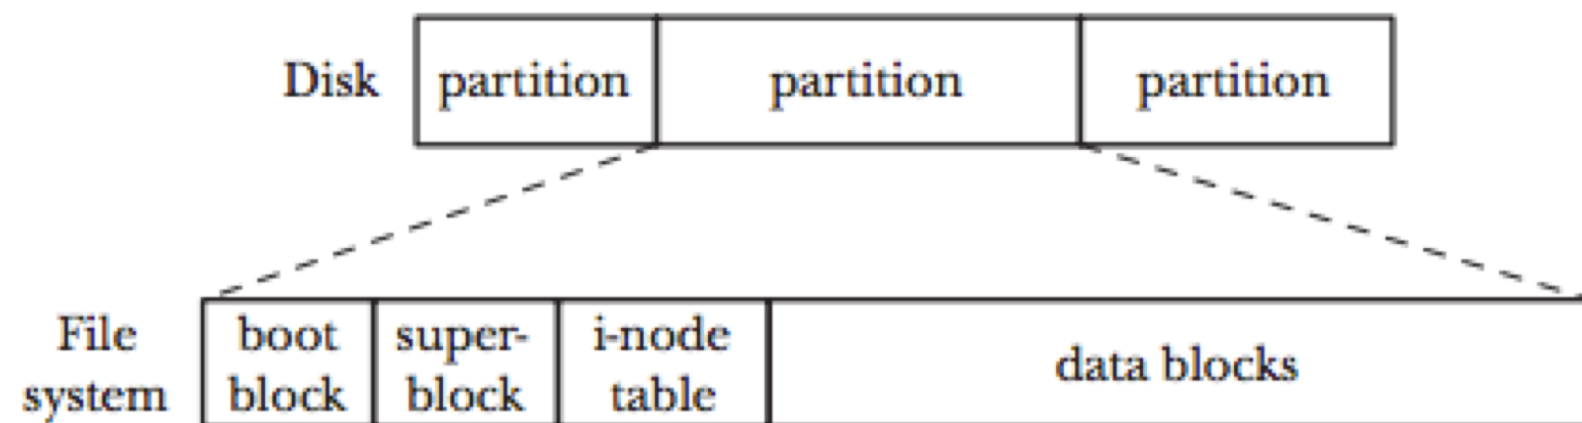 Disk partition partition partition
File system
boot block
super-
block
i-node table
data blocks